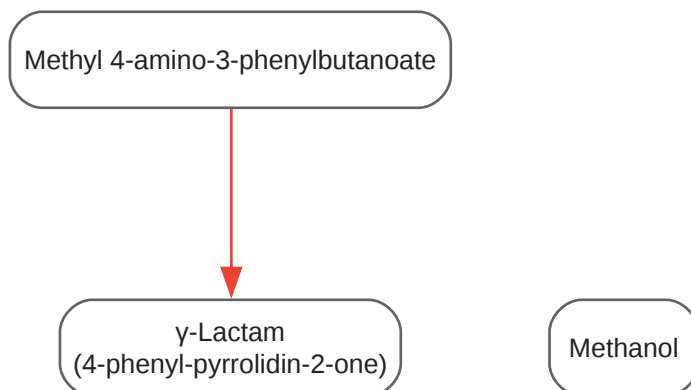 Methyl 4-amino-3-phenylbutanoate
γ-Lactam
(4-phenyl-pyrrolidin-2-one)
Methanol